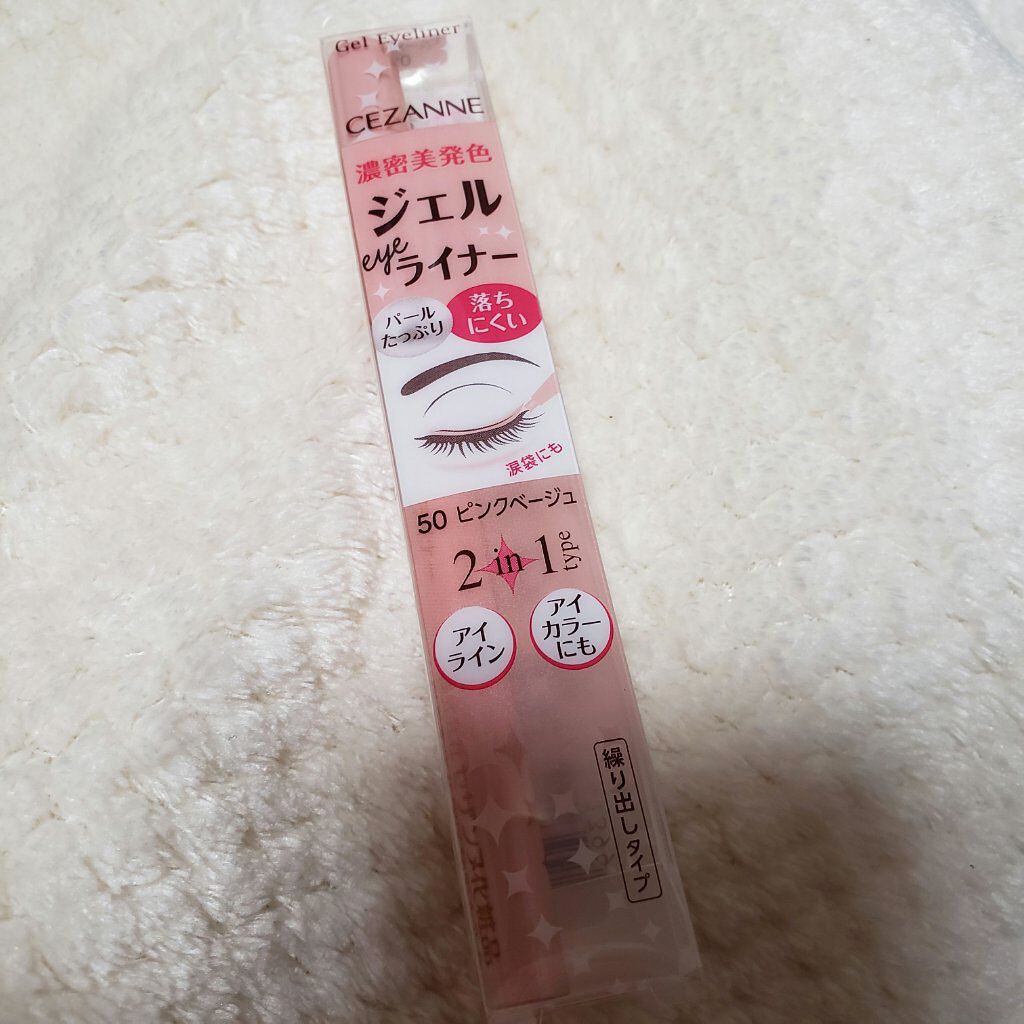 Gel Eyeliner
CEZANNE
濃密美発色
ジェル
eye
ライナー
パール
たっぷり
落ち
にくい
涙袋にも
50 ピンクベージュ
2 in 1 type
アイ
ライン
アイ
カラー
にも
繰り出しタイプ